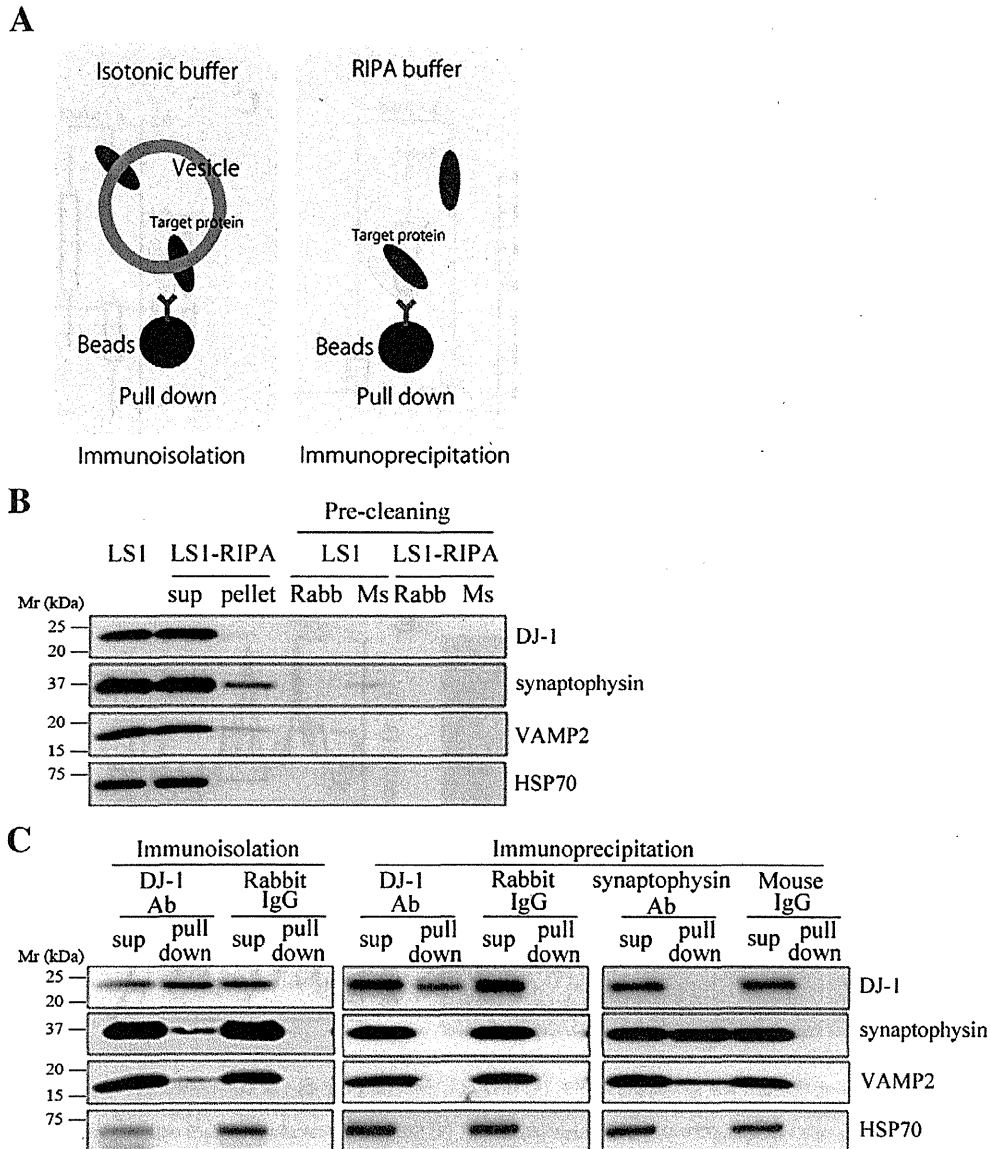 A
Isotonic buffer
RIPA buffer
Vesicle
Target protein
Target protein
Beads
Beads
Pull down
Pull down
Immunoisolation
Immunoprecipitation
B
Pre-cleaning
LS1 LS1-RIPA LS1 LS1-RIPA
sup pellet Rabb Ms Rabb Ms
Mr (kDa)
25
20
DJ-1
37
synaptophysin
20
15
VAMP2
75
HSP70
C
Immunoisolation Immunoprecipitation
DJ-1 Rabbit DJ-1 Rabbit synaptophysin Mouse
Ab IgG Ab IgG Ab IgG
sup pull down sup pull down sup pull down sup pull down sup pull down sup pull down
Mr (kDa)
25
20
DJ-1
37
synaptophysin
20
15
VAMP2
75
HSP70